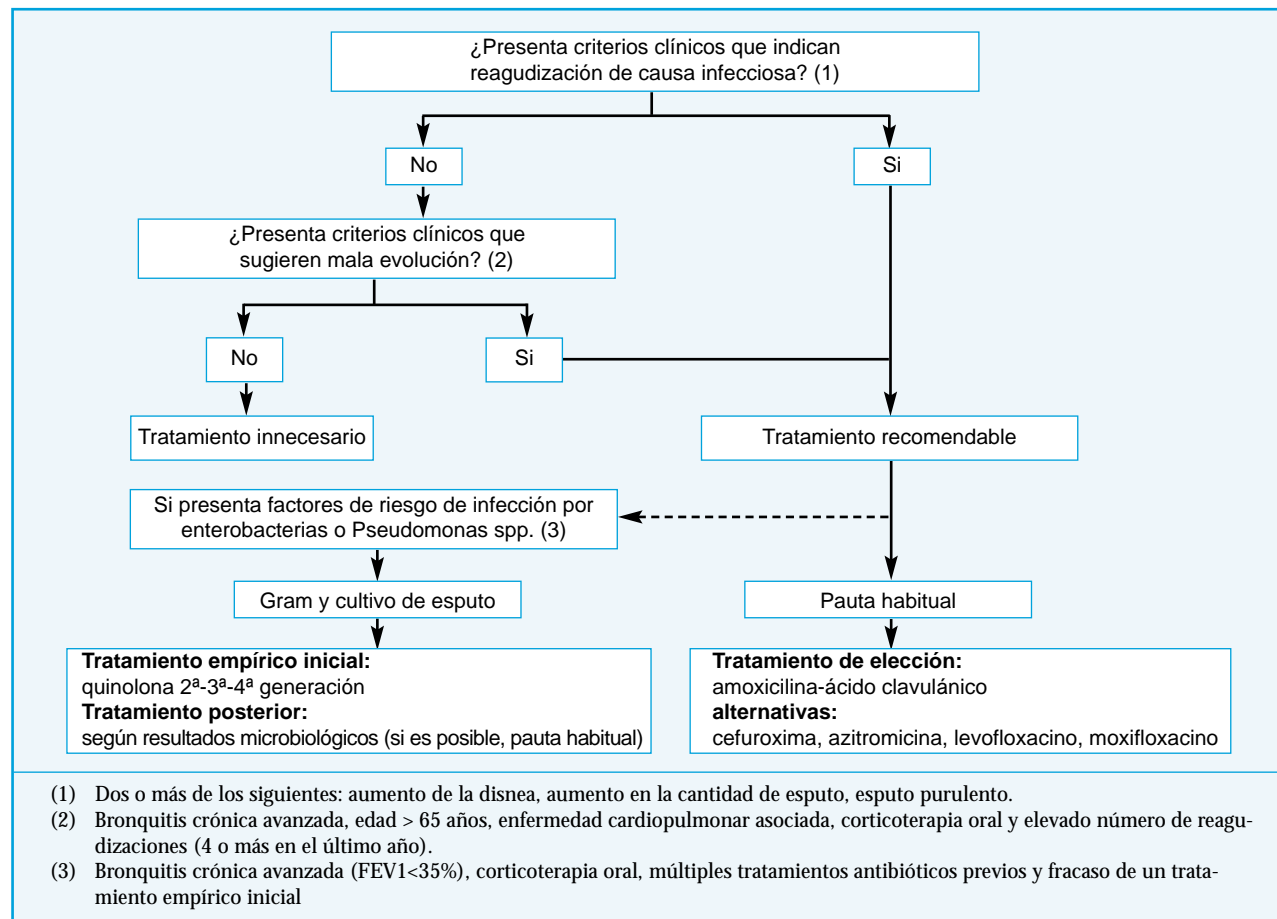 ¿Presenta criterios clínicos que indican
reagudización de causa infecciosa? (1)
No
Si
¿Presenta criterios clínicos que
sugieren mala evolución? (2)
No
Si
Tratamiento innecesario
Tratamiento recomendable
Si presenta factores de riesgo de infección por
enterobacterias o Pseudomonas spp. (3)
Gram y cultivo de esputo
Pauta habitual
Tratamiento empírico inicial:
quinolona 2ª-3ª-4ª generación
Tratamiento posterior:
según resultados microbiológicos (si es posible, pauta habitual)
Tratamiento de elección:
amoxicilina-ácido clavulánico
alternativas:
cefuroxima, azitromicina, levofloxacino, moxifloxacino
(1) Dos o más de los siguientes: aumento de la disnea, aumento en la cantidad de esputo, esputo purulento.
(2) Bronquitis crónica avanzada, edad > 65 años, enfermedad cardiopulmonar asociada, corticoterapia oral y elevado número de reagu-
dizaciones (4 o más en el último año).
(3) Bronquitis crónica avanzada (FEV1<35%), corticoterapia oral, múltiples tratamientos antibióticos previos y fracaso de un trata-
miento empírico inicial